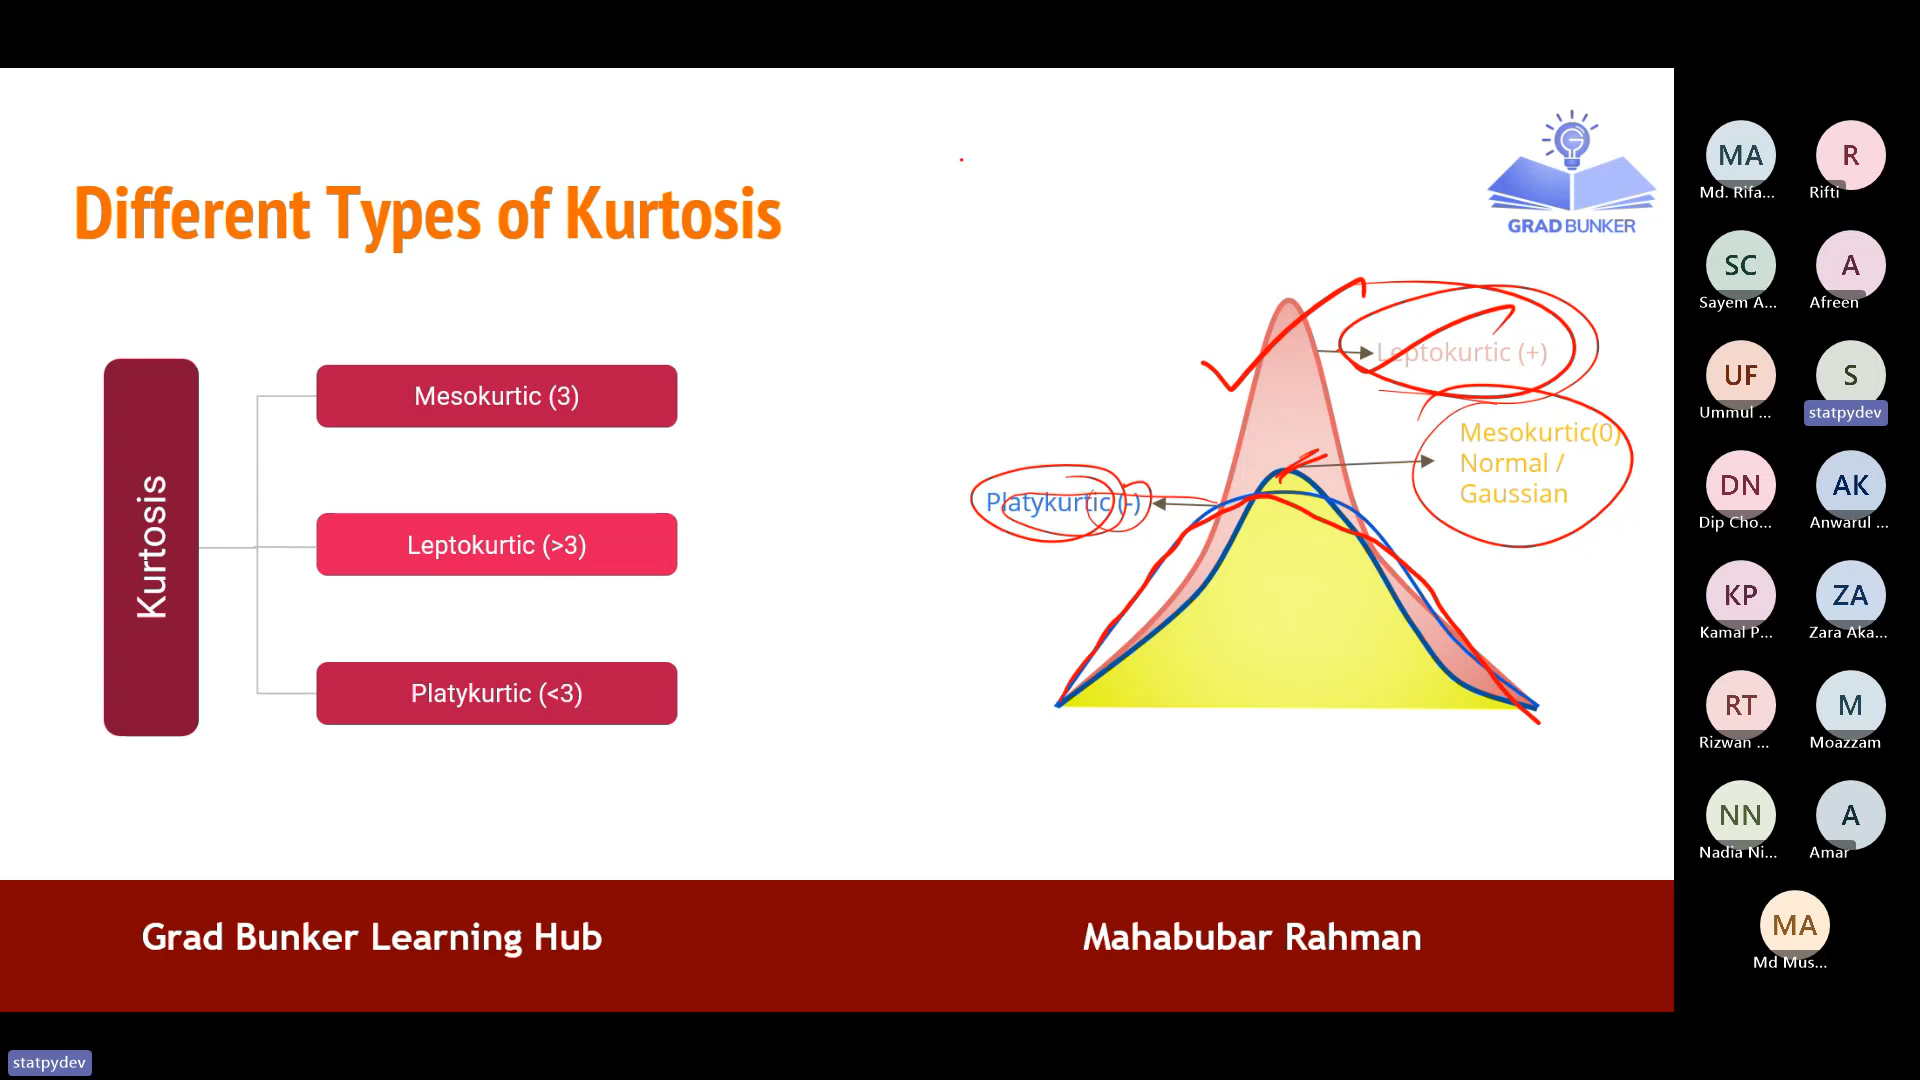 Different Types of Kurtosis
GRAD BUNKER
Kurtosis
Mesokurtic (3)
Leptokurtic (>3)
Platykurtic (<3)
Leptokurtic (+)
Mesokurtic(0)
Normal /
Gaussian
Platykurtic (-)
Grad Bunker Learning Hub
Mahabubar Rahman
MA
Md. Rifa...
R
Rifti
SC
Sayem A...
A
Afreen
UF
Ummul ...
S
statpydev
DN
Dip Cho...
AK
Anwarul ...
KP
Kamal P...
ZA
Zara Aka...
RT
Rizwan ...
M
Moazzam
NN
Nadia Ni...
A
Amar
MA
Md Mus...
statpydev